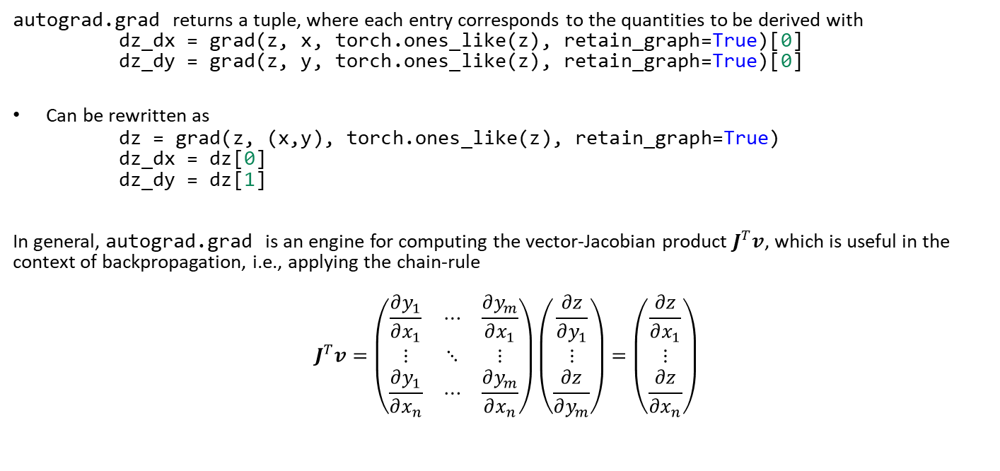 autograd.grad returns a tuple, where each entry corresponds to the quantities to be derived with
dz_dx = grad(z, x, torch.ones_like(z), retain_graph=True)[0]
dz_dy = grad(z, y, torch.ones_like(z), retain_graph=True)[0]
• Can be rewritten as
dz = grad(z, (x,y), torch.ones_like(z), retain_graph=True)
dz_dx = dz[0]
dz_dy = dz[1]
In general, autograd.grad is an engine for computing the vector-Jacobian product $\boldsymbol{J}^T\boldsymbol{v}$, which is useful in the
context of backpropagation, i.e., applying the chain-rule
$\boldsymbol{J}^T\boldsymbol{v} = \begin{pmatrix} \frac{\partial y_1}{\partial x_1} & \cdots & \frac{\partial y_m}{\partial x_1} \\ \vdots & \ddots & \vdots \\ \frac{\partial y_1}{\partial x_n} & \cdots & \frac{\partial y_m}{\partial x_n} \end{pmatrix} \begin{pmatrix} \frac{\partial z}{\partial y_1} \\ \vdots \\ \frac{\partial z}{\partial y_m} \end{pmatrix} = \begin{pmatrix} \frac{\partial z}{\partial x_1} \\ \vdots \\ \frac{\partial z}{\partial x_n} \end{pmatrix}$